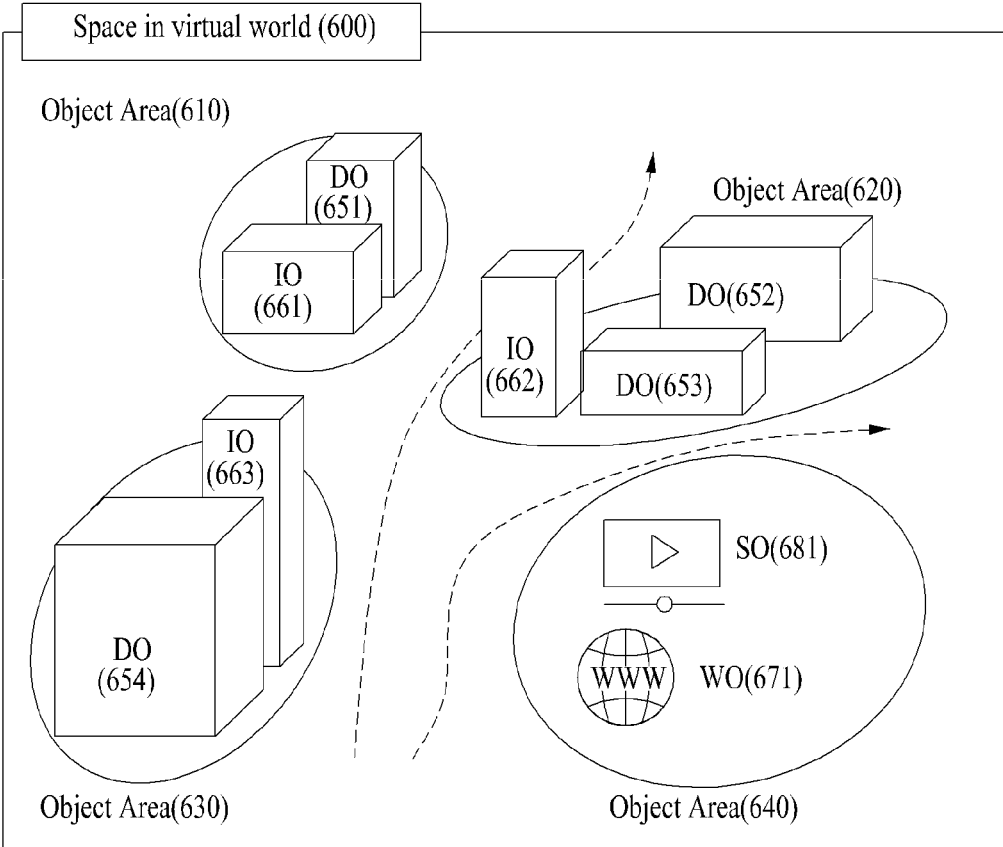 Space in virtual world (600)
Object Area(610)
DO
(651)
IO
(661)
Object Area(620)
DO(652)
IO
(662)
DO(653)
IO
(663)
DO
(654)
SO(681)
WWW
WO(671)
Object Area(630)
Object Area(640)